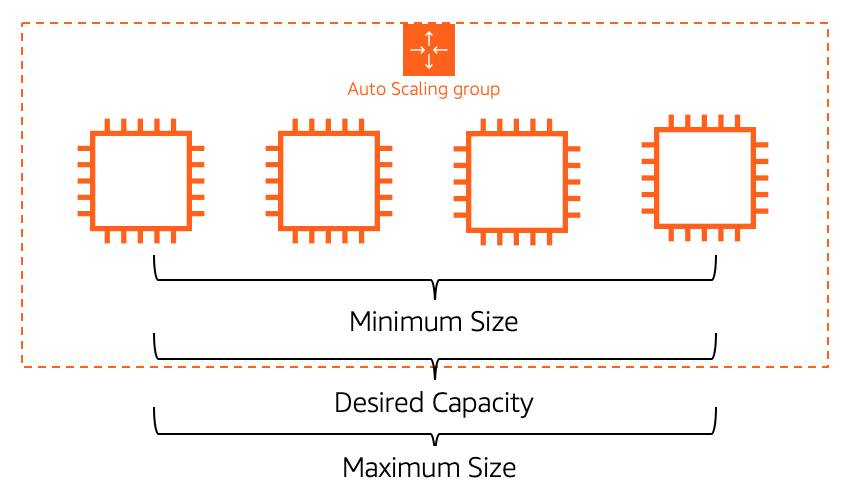 Auto Scaling group
Minimum Size
Desired Capacity
Maximum Size